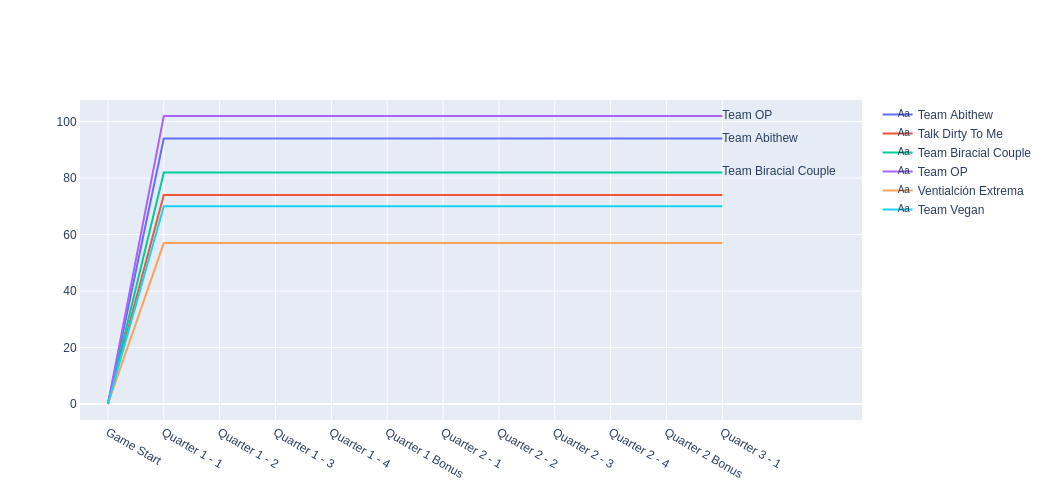 100
80
60
40
20
0
Team OP
Team Abithew
Team Biracial Couple
Game Start
Quarter 1 - 1
Quarter 1 - 2
Quarter 1 - 3
Quarter 1 - 4
Quarter 1 Bonus
Quarter 2 - 1
Quarter 2 - 2
Quarter 2 - 3
Quarter 2 - 4
Quarter 2 Bonus
Quarter 3 - 1
Aa Team Abithew
Aa Talk Dirty To Me
Aa Team Biracial Couple
Aa Team OP
Aa Ventialción Extrema
Aa Team Vegan